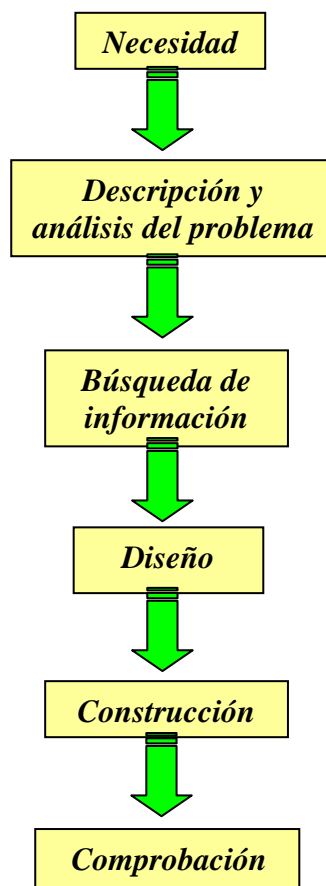 Necesidad
Descripción y
análisis del problema
Búsqueda de
información
Diseño
Construcción
Comprobación